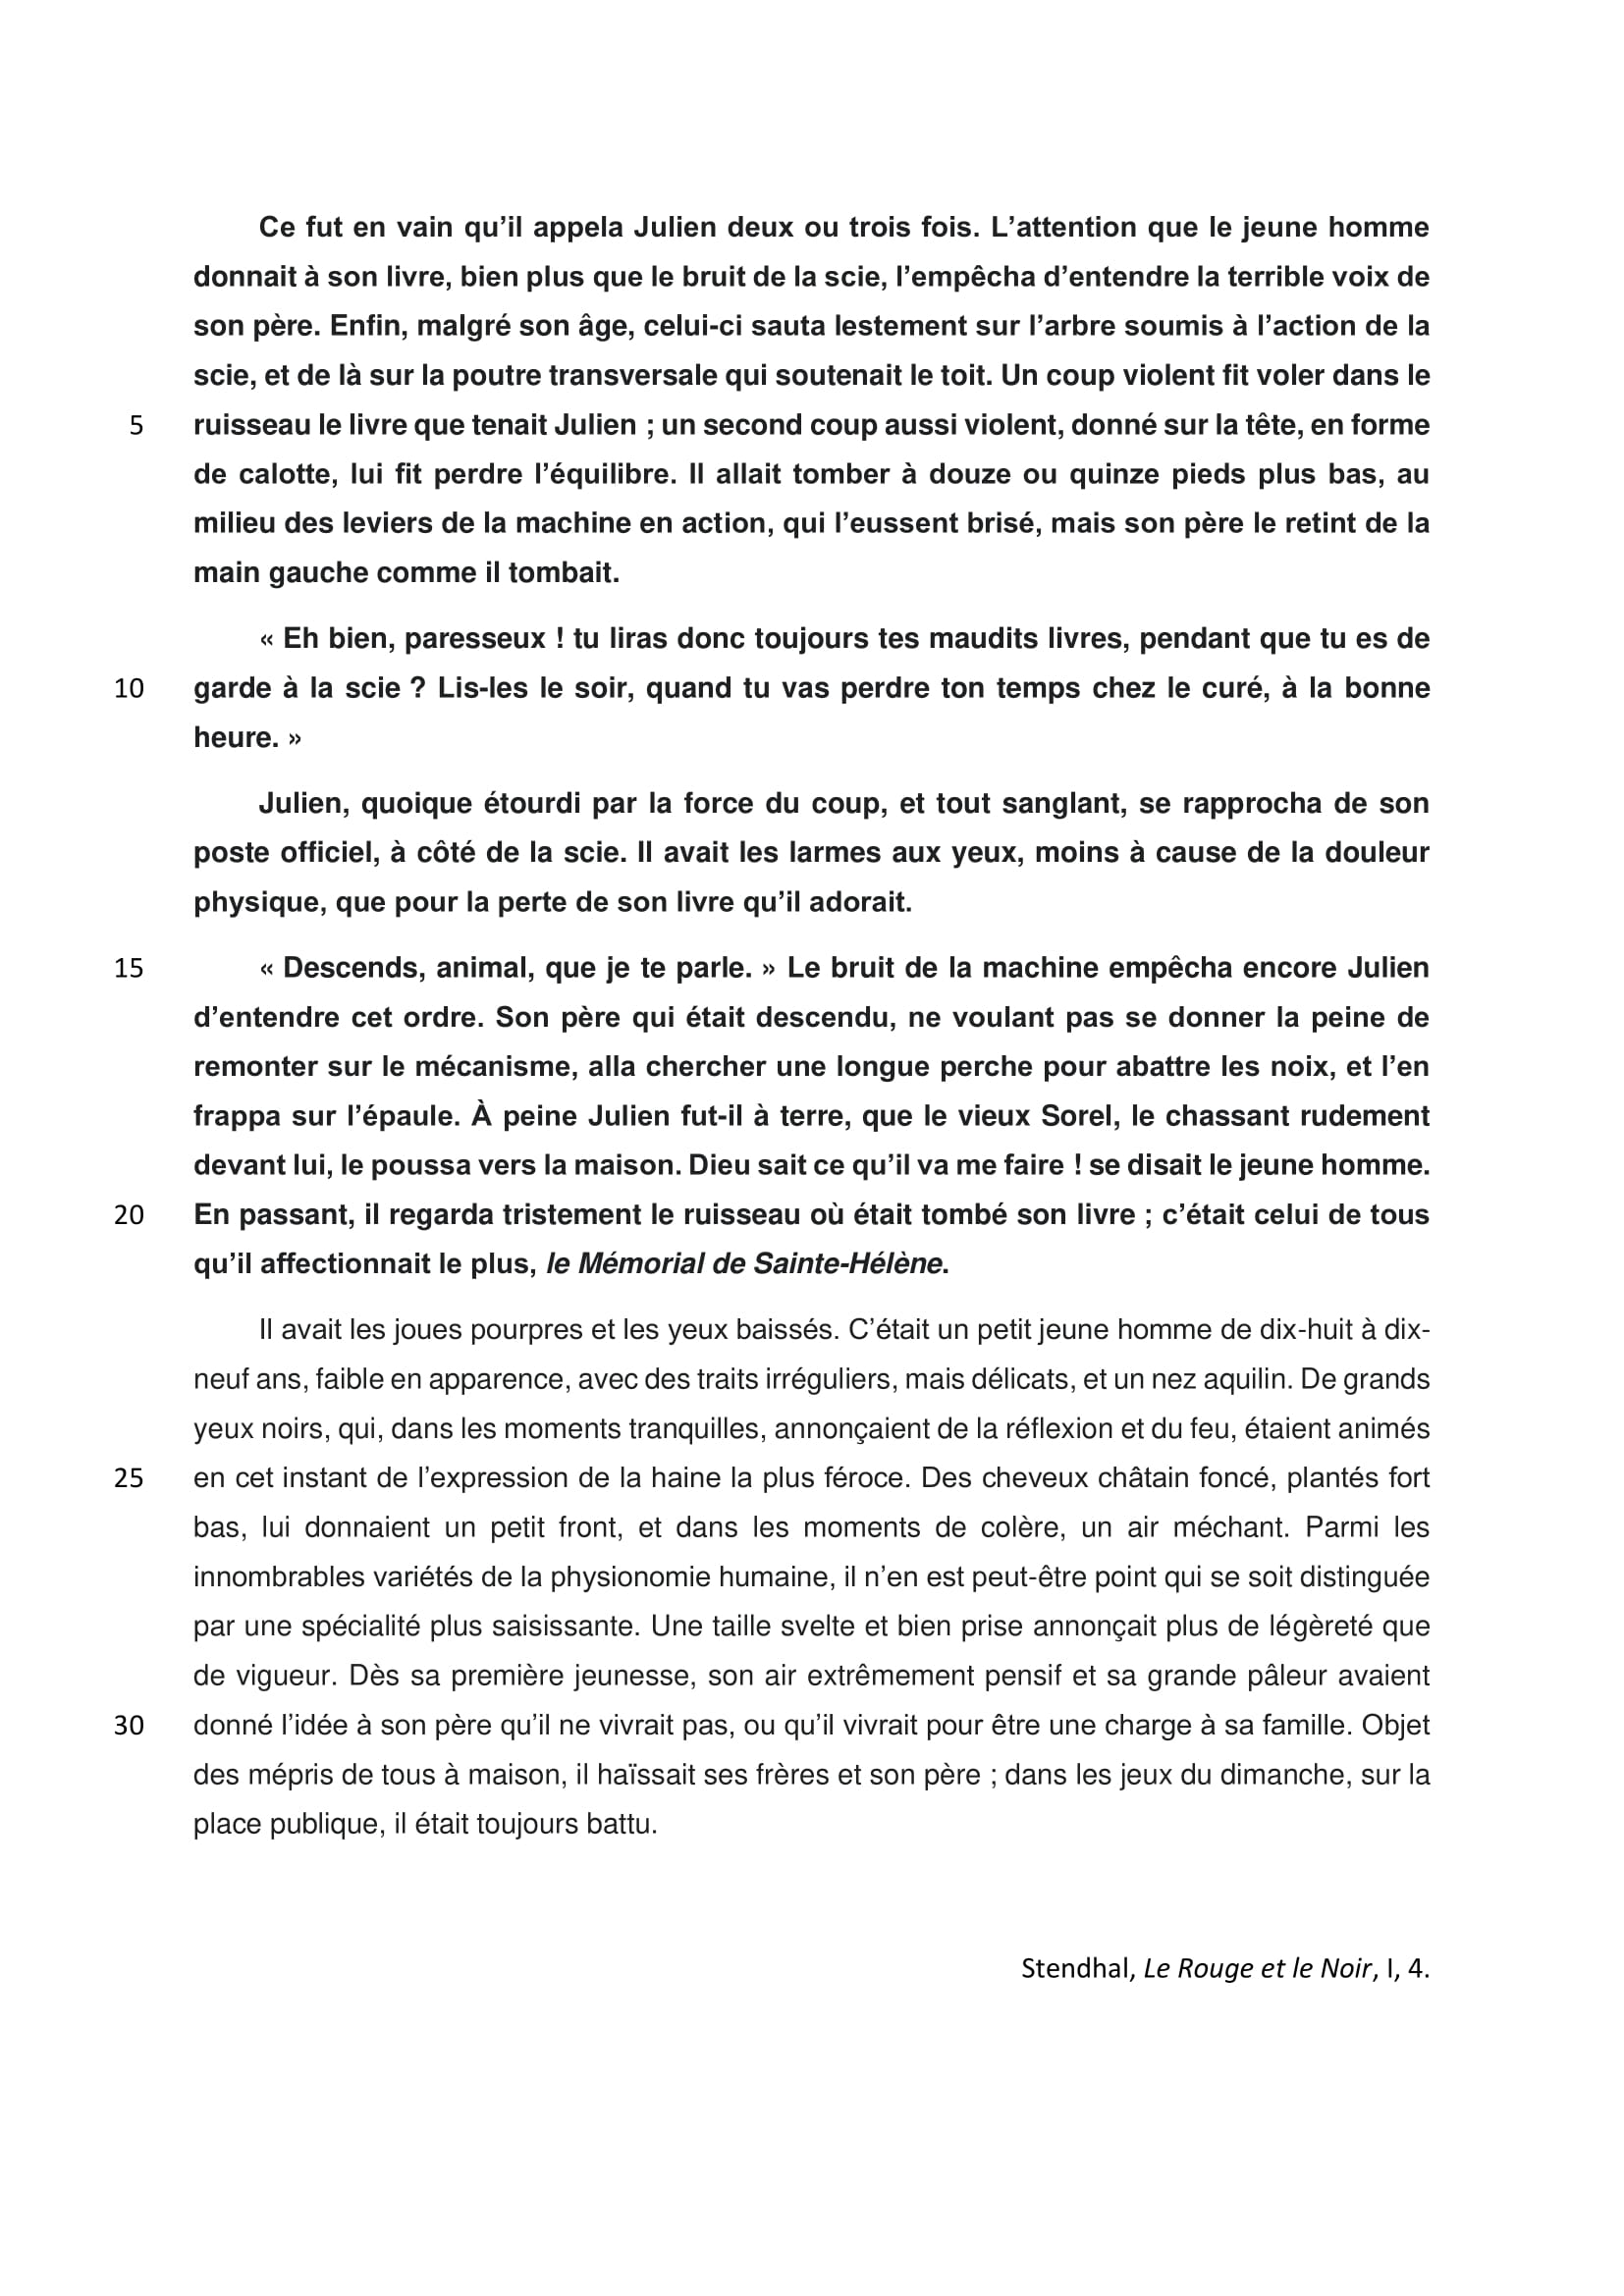 Ce fut en vain qu’il appela Julien deux ou trois fois. L’attention que le jeune homme
donnait à son livre, bien plus que le bruit de la scie, l’empêcha d’entendre la terrible voix de
son père. Enfin, malgré son âge, celui-ci sauta lestement sur l’arbre soumis à l’action de la
scie, et de là sur la poutre transversale qui soutenait le toit. Un coup violent fit voler dans le
5 ruisseau le livre que tenait Julien ; un second coup aussi violent, donné sur la tête, en forme
de calotte, lui fit perdre l’équilibre. Il allait tomber à douze ou quinze pieds plus bas, au
milieu des leviers de la machine en action, qui l’eussent brisé, mais son père le retint de la
main gauche comme il tombait.
« Eh bien, paresseux ! tu liras donc toujours tes maudits livres, pendant que tu es de
10 garde à la scie ? Lis-les le soir, quand tu vas perdre ton temps chez le curé, à la bonne
heure. »
Julien, quoique étourdi par la force du coup, et tout sanglant, se rapprocha de son
poste officiel, à côté de la scie. Il avait les larmes aux yeux, moins à cause de la douleur
physique, que pour la perte de son livre qu’il adorait.
15 « Descends, animal, que je te parle. » Le bruit de la machine empêcha encore Julien
d’entendre cet ordre. Son père qui était descendu, ne voulant pas se donner la peine de
remonter sur le mécanisme, alla chercher une longue perche pour abattre les noix, et l’en
frappa sur l’épaule. À peine Julien fut-il à terre, que le vieux Sorel, le chassant rudement
devant lui, le poussa vers la maison. Dieu sait ce qu’il va me faire ! se disait le jeune homme.
20 En passant, il regarda tristement le ruisseau où était tombé son livre ; c’était celui de tous
qu’il affectionnait le plus, le Mémorial de Sainte-Hélène.
Il avait les joues pourpres et les yeux baissés. C’était un petit jeune homme de dix-huit à dix-
neuf ans, faible en apparence, avec des traits irréguliers, mais délicats, et un nez aquilin. De grands
yeux noirs, qui, dans les moments tranquilles, annonçaient de la réflexion et du feu, étaient animés
25 en cet instant de l’expression de la haine la plus féroce. Des cheveux châtain foncé, plantés fort
bas, lui donnaient un petit front, et dans les moments de colère, un air méchant. Parmi les
innombrables variétés de la physionomie humaine, il n’en est peut-être point qui se soit distinguée
par une spécialité plus saisissante. Une taille svelte et bien prise annonçait plus de légèreté que
de vigueur. Dès sa première jeunesse, son air extrêmement pensif et sa grande pâleur avaient
30 donné l’idée à son père qu’il ne vivrait pas, ou qu’il vivrait pour être une charge à sa famille. Objet
des mépris de tous à maison, il haïssait ses frères et son père ; dans les jeux du dimanche, sur la
place publique, il était toujours battu.
Stendhal, Le Rouge et le Noir, I, 4.